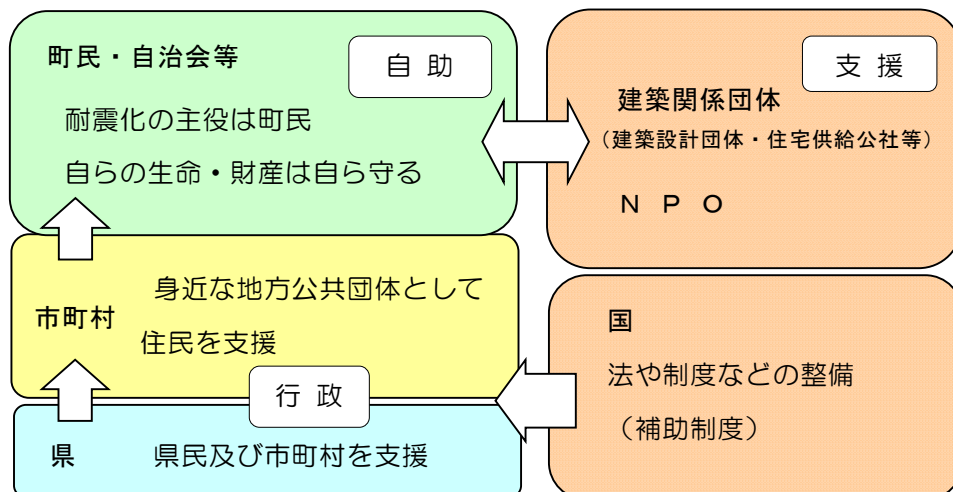 町民・自治会等
自助
耐震化の主役は町民
自らの生命・財産は自ら守る
支援
建築関係団体
（建築設計団体・住宅供給公社等）
ＮＰＯ
市町村
身近な地方公共団体として
住民を支援
行政
県
県民及び市町村を支援
国
法や制度などの整備
（補助制度）